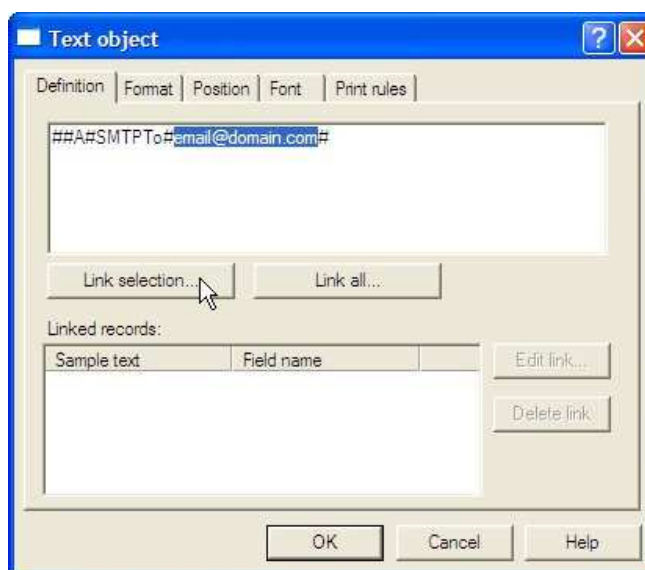 Text object
Definition Format Position Font Print rules
##A#SMTPTo#email@domain.com#
Link selection... Link all...
Linked records:
Sample text Field name
Edit link...
Delete link
OK Cancel Help